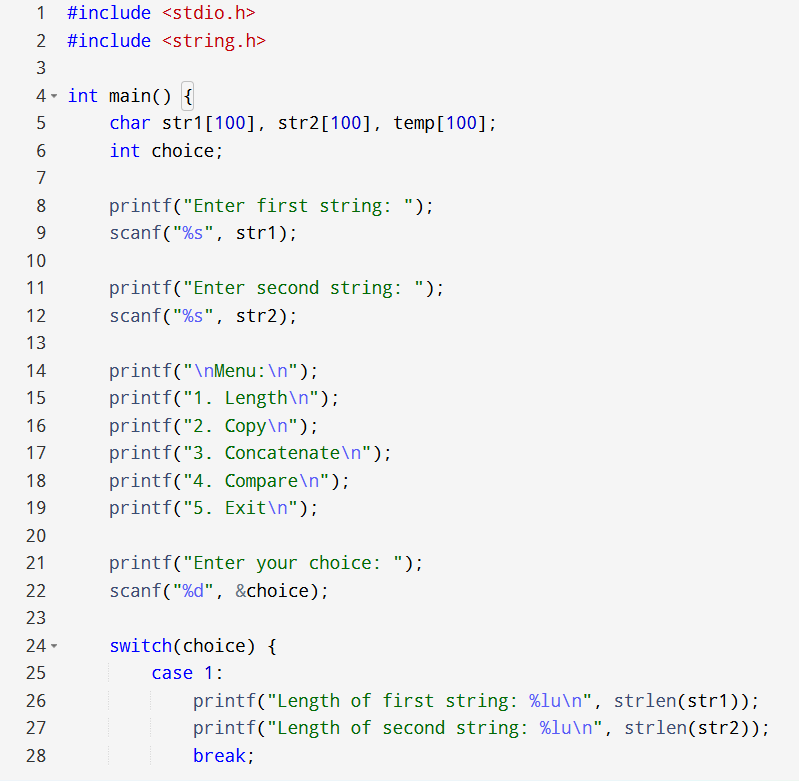 1 #include <stdio.h>
2 #include <string.h>
3
4 int main() {
5     char str1[100], str2[100], temp[100];
6     int choice;
7
8     printf("Enter first string: ");
9     scanf("%s", str1);
10
11     printf("Enter second string: ");
12     scanf("%s", str2);
13
14     printf("\nMenu:\n");
15     printf("1. Length\n");
16     printf("2. Copy\n");
17     printf("3. Concatenate\n");
18     printf("4. Compare\n");
19     printf("5. Exit\n");
20
21     printf("Enter your choice: ");
22     scanf("%d", &choice);
23
24     switch(choice) {
25         case 1:
26             printf("Length of first string: %lu\n", strlen(str1));
27             printf("Length of second string: %lu\n", strlen(str2));
28             break;